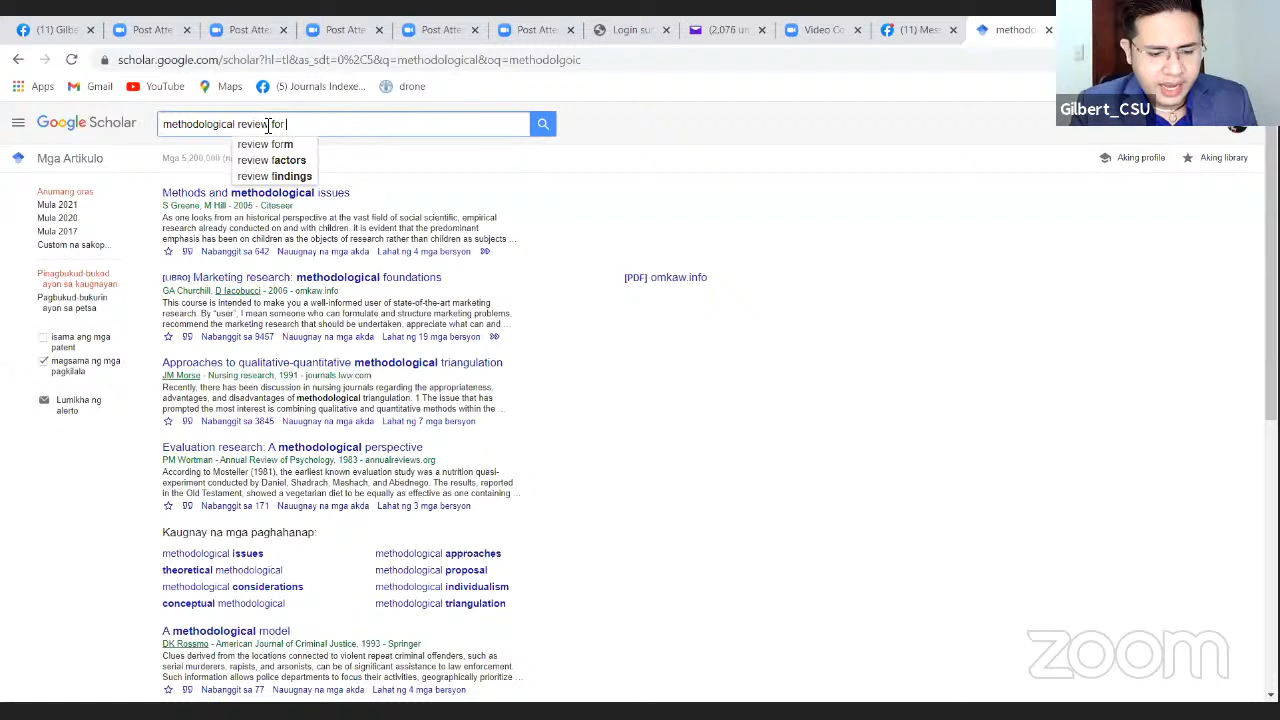 (11) Gilb
Post Atte
Post Atte
Post Atte
Post Atte
Post Atte
Login su
(2,076 un
Video Co
(11) Mess
methodo
scholar.google.com/scholar?hl=tl&as_sdt=0%2C5&q=methodological&oq=methodolgoic
Apps
Gmail
YouTube
Maps
(5) Journals Indexe...
drone
Gilbert_CSU
Google Scholar
methodological review for
review form
review factors
review findings
Mga Artikulo
Mga 5,200,000
Aking profile
Aking library
Anumang oras
Mula 2021
Mula 2020
Mula 2017
Custom na sakop...
Pinagbukud-bukod
ayon sa kaugnayan
Pagbukud-bukurin
ayon sa petsa
isama ang mga
patent
magsama ng mga
pagkilala
Lumikha ng
alerto
Methods and methodological issues
S Greene, M Hill - 2005 - Citeseer
As one looks from an historical perspective at the vast field of social scientific, empirical
research already conducted on and with children, it is evident that the predominant
emphasis has been on children as the objects of research rather than children as subjects ...
Nabanggit sa 642 Nauugnay na mga akda Lahat ng 4 mga bersyon
[LIBRO] Marketing research: methodological foundations
[PDF] omkaw.info
GA Churchill, D Iacobucci - 2006 - omkaw.info
This course is intended to make you a well-informed user of state-of-the-art marketing
research. By "user", I mean someone who can formulate and structure marketing problems,
recommend the marketing research that should be undertaken, appreciate what can and ...
Nabanggit sa 9457 Nauugnay na mga akda Lahat ng 19 mga bersyon
Approaches to qualitative-quantitative methodological triangulation
JM Morse - Nursing research, 1991 - journals.lww.com
Recently, there has been discussion in nursing journals regarding the appropriateness,
advantages, and disadvantages of methodological triangulation. 1 The issue that has
prompted the most interest is combining qualitative and quantitative methods within the ...
Nabanggit sa 3845 Nauugnay na mga akda Lahat ng 7 mga bersyon
Evaluation research: A methodological perspective
PM Wortman - Annual Review of Psychology, 1983 - annualreviews.org
According to Mosteller (1981), the earliest known evaluation study was a nutrition quasi-
experiment conducted by Daniel, Shadrach, Meshach, and Abednego. The results, reported
in the Old Testament, showed a vegetarian diet to be equally as effective as one containing ...
Nabanggit sa 171 Nauugnay na mga akda Lahat ng 3 mga bersyon
Kaugnay na mga paghahanap:
methodological issues
methodological approaches
theoretical methodological
methodological proposal
methodological considerations
methodological individualism
conceptual methodological
methodological triangulation
A methodological model
DK Rossmo - American Journal of Criminal Justice, 1993 - Springer
Clues derived from the locations connected to violent repeat criminal offenders, such as
serial murderers, rapists, and arsonists, can be of significant assistance to law enforcement.
Such information allows police departments to focus their activities, geographically prioritize ...
Nabanggit sa 77 Nauugnay na mga akda Lahat ng 4 mga bersyon
zoom